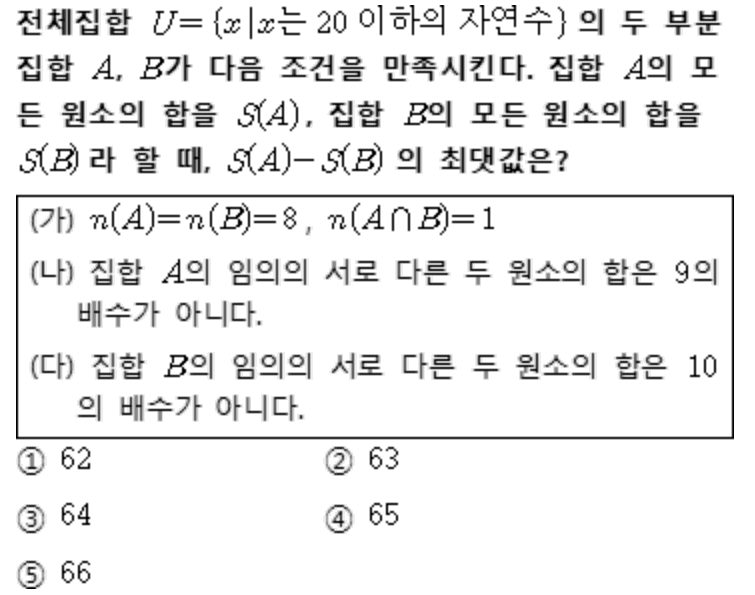 전체집합 U={x|x는 20 이하의 자연수}의 두 부분
집합 A, B가 다음 조건을 만족시킨다. 집합 A의 모
든 원소의 합을 S(A), 집합 B의 모든 원소의 합을
S(B)라 할 때, S(A)-S(B) 의 최댓값은?
(가) n(A)=n(B)=8, n(A∩B)=1
(나) 집합 A의 임의의 서로 다른 두 원소의 합은 9의
배수가 아니다.
(다) 집합 B의 임의의 서로 다른 두 원소의 합은 10
의 배수가 아니다.
① 62 ② 63
③ 64 ④ 65
⑤ 66